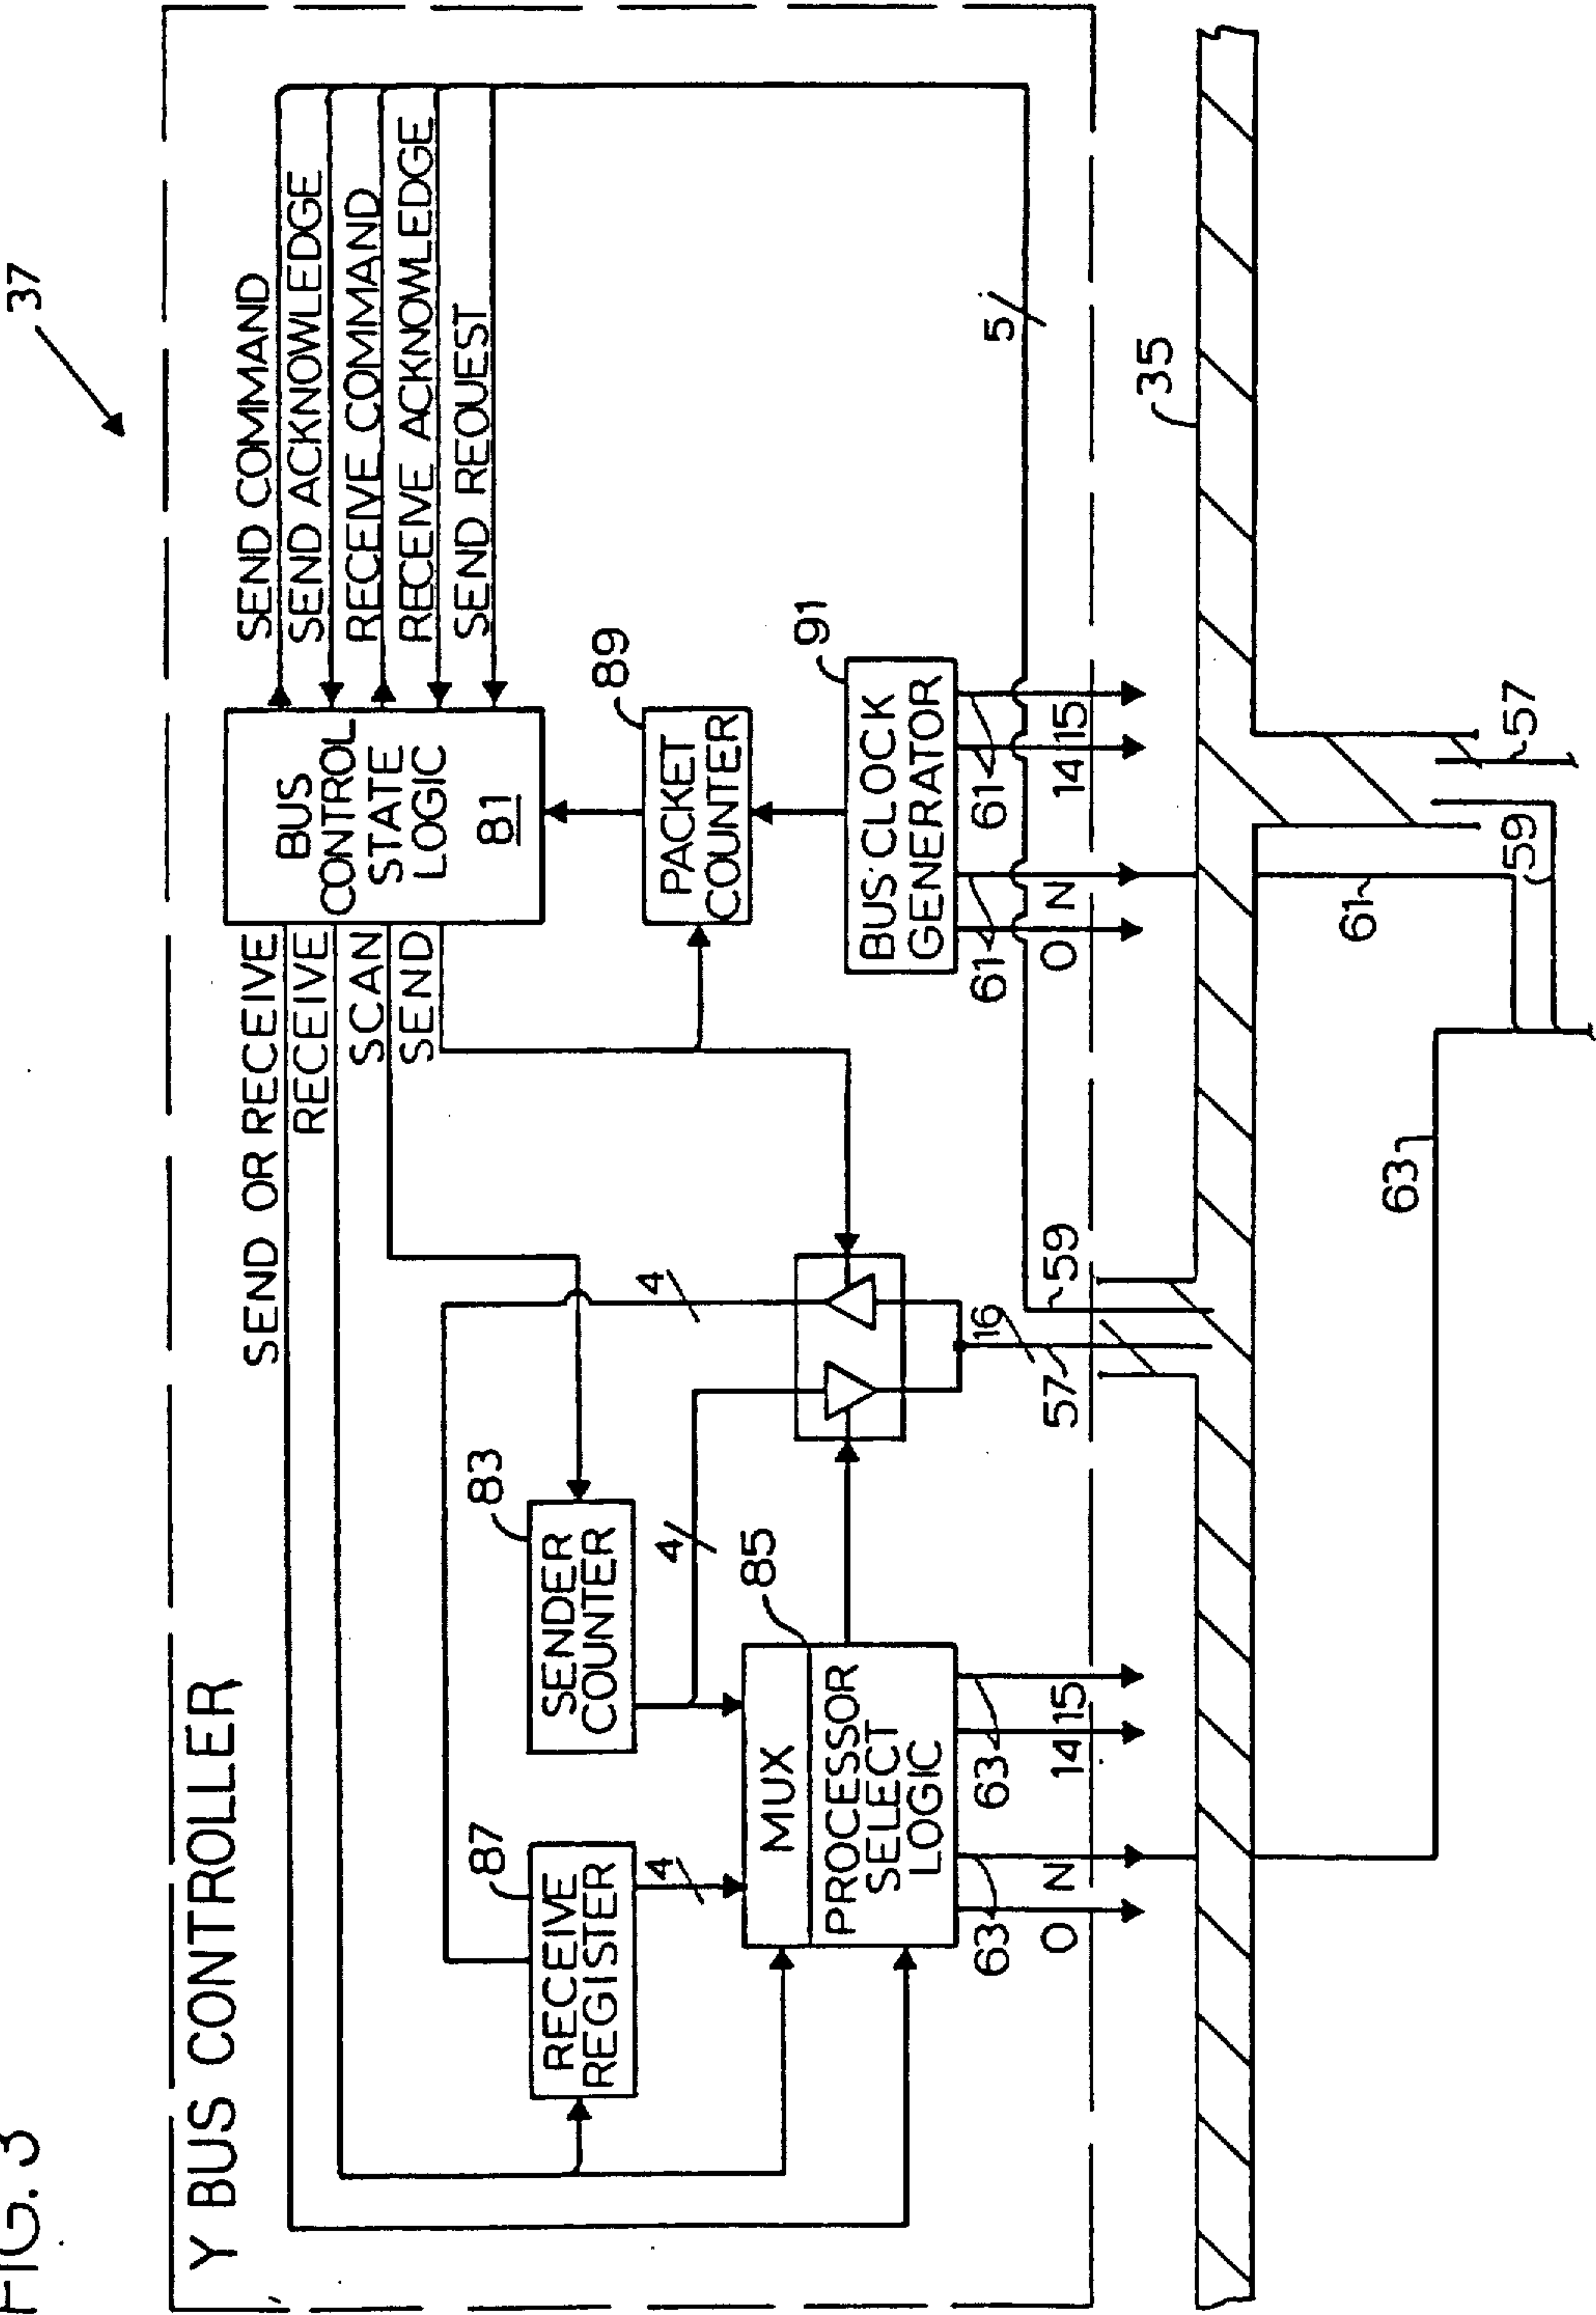 FIG. 3
37
Y BUS CONTROLLER
SEND OR RECEIVE
RECEIVE
SCAN
SEND
BUS
CONTROL
STATE
LOGIC
81
SEND COMMAND
SEND ACKNOWLEDGE
RECEIVE COMMAND
RECEIVE ACKNOWLEDGE
SEND REQUEST
87
RECEIVE
REGISTER
83
SENDER
COUNTER
4
89
PACKET
COUNTER
4
4
85
MUX
PROCESSOR
SELECT
LOGIC
91
BUS CLOCK
GENERATOR
5
63
63
61
61
16
0
N
14
15
57
59
0
N
14
15
35
63
61
59
57